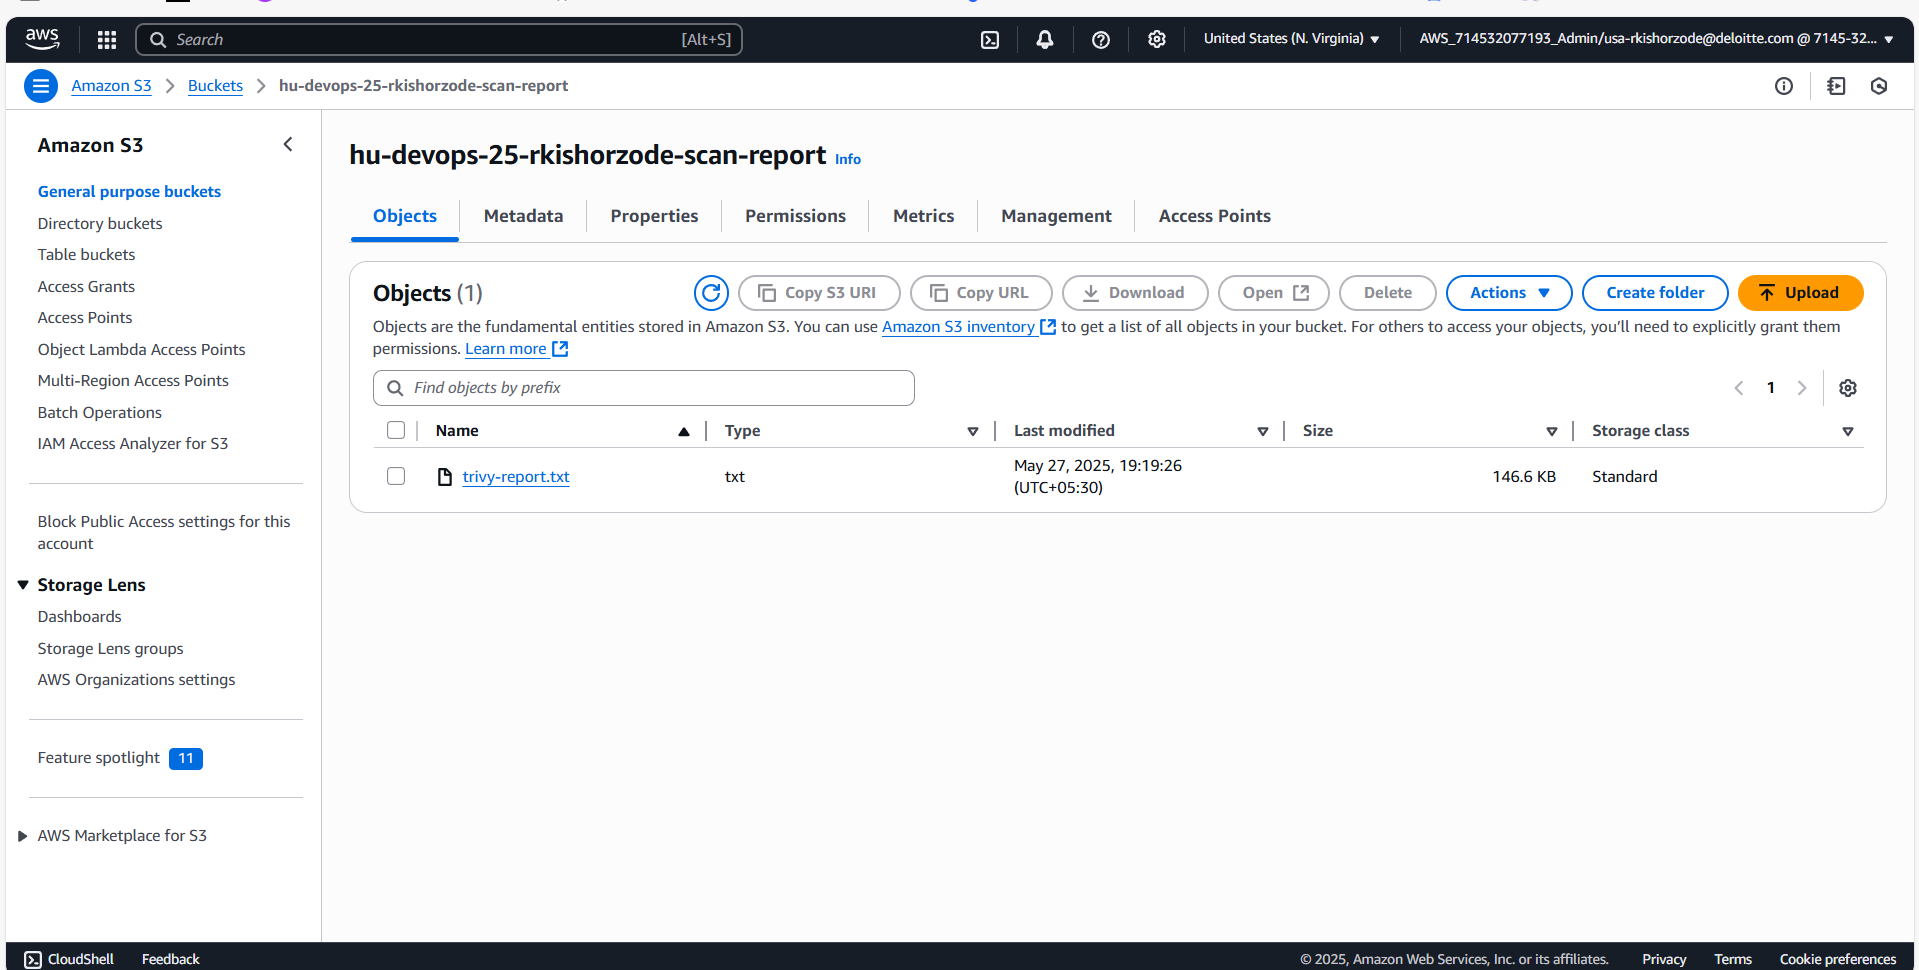 aws
Search [Alt+S]
United States (N. Virginia)
AWS_714532077193_Admin/usa-rkishorzode@deloitte.com @ 7145-32...
Amazon S3 > Buckets > hu-devops-25-rkishorzode-scan-report
Amazon S3
General purpose buckets
Directory buckets
Table buckets
Access Grants
Access Points
Object Lambda Access Points
Multi-Region Access Points
Batch Operations
IAM Access Analyzer for S3
Block Public Access settings for this
account
Storage Lens
Dashboards
Storage Lens groups
AWS Organizations settings
Feature spotlight 11
AWS Marketplace for S3
hu-devops-25-rkishorzode-scan-report Info
Objects Metadata Properties Permissions Metrics Management Access Points
Objects (1) Copy S3 URI Copy URL Download Open Delete Actions Create folder Upload
Objects are the fundamental entities stored in Amazon S3. You can use Amazon S3 inventory to get a list of all objects in your bucket. For others to access your objects, you’ll need to explicitly grant them
permissions. Learn more
Find objects by prefix
1
Name Type Last modified Size Storage class
trivy-report.txt txt May 27, 2025, 19:19:26 146.6 KB Standard
(UTC+05:30)
CloudShell Feedback © 2025, Amazon Web Services, Inc. or its affiliates. Privacy Terms Cookie preferences